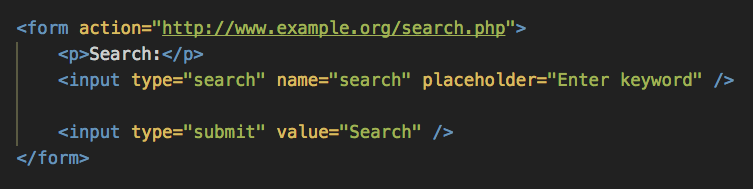 <form action="http://www.example.org/search.php">
<p>Search:</p>
<input type="search" name="search" placeholder="Enter keyword" />
<input type="submit" value="Search" />
</form>